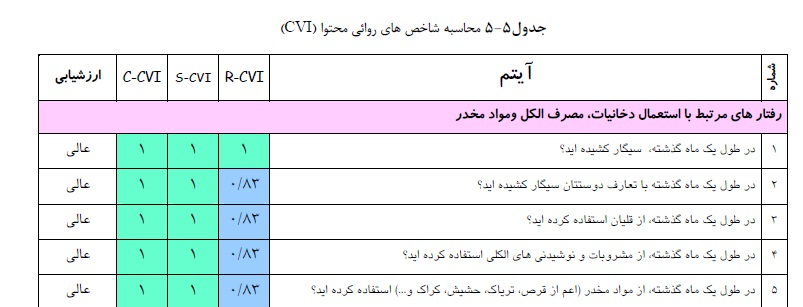 جدول۵-۵ محاسبه شاخص های روائی محتوا (CVI)
شماره آیتم R-CVI S-CVI C-CVI ارزشیابی
رفتار های مرتبط با استعمال دخانیات، مصرف الکل ومواد مخدر
۱ در طول یک ماه گذشته، سیگار کشیده اید؟ ۱ ۱ ۱ عالی
۲ در طول یک ماه گذشته با تعارف دوستتان سیگار کشیده اید؟ ۰/۸۳ ۱ ۱ عالی
۳ در طول یک ماه گذشته، از قلیان استفاده کرده اید؟ ۰/۸۳ ۱ ۱ عالی
۴ در طول یک ماه گذشته، از مشروبات و نوشیدنی های الکلی استفاده کرده اید؟ ۰/۸۳ ۱ ۱ عالی
۵ در طول یک ماه گذشته، از مواد مخدر (اعم از قرص، تریاک، حشیش، کراک و...) استفاده کرده اید؟ ۰/۸۳ ۱ ۱ عالی